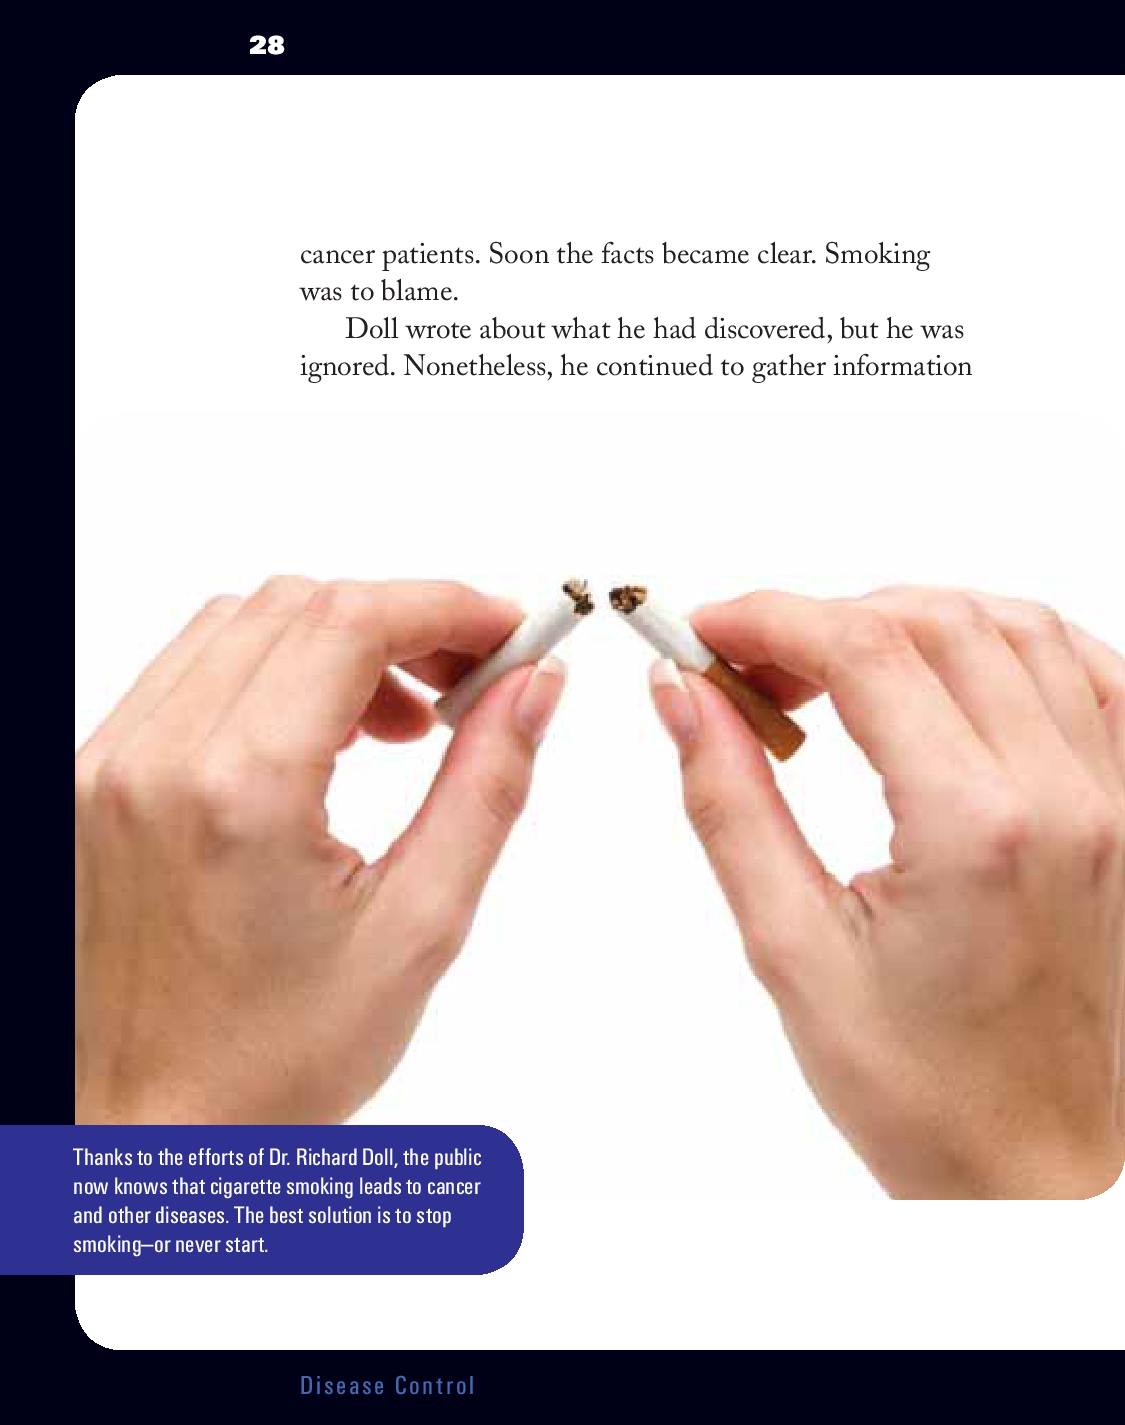 28
cancer patients. Soon the facts became clear. Smoking
was to blame.
Doll wrote about what he had discovered, but he was
ignored. Nonetheless, he continued to gather information
Thanks to the efforts of Dr. Richard Doll, the public
now knows that cigarette smoking leads to cancer
and other diseases. The best solution is to stop
smoking—or never start.
Disease Control